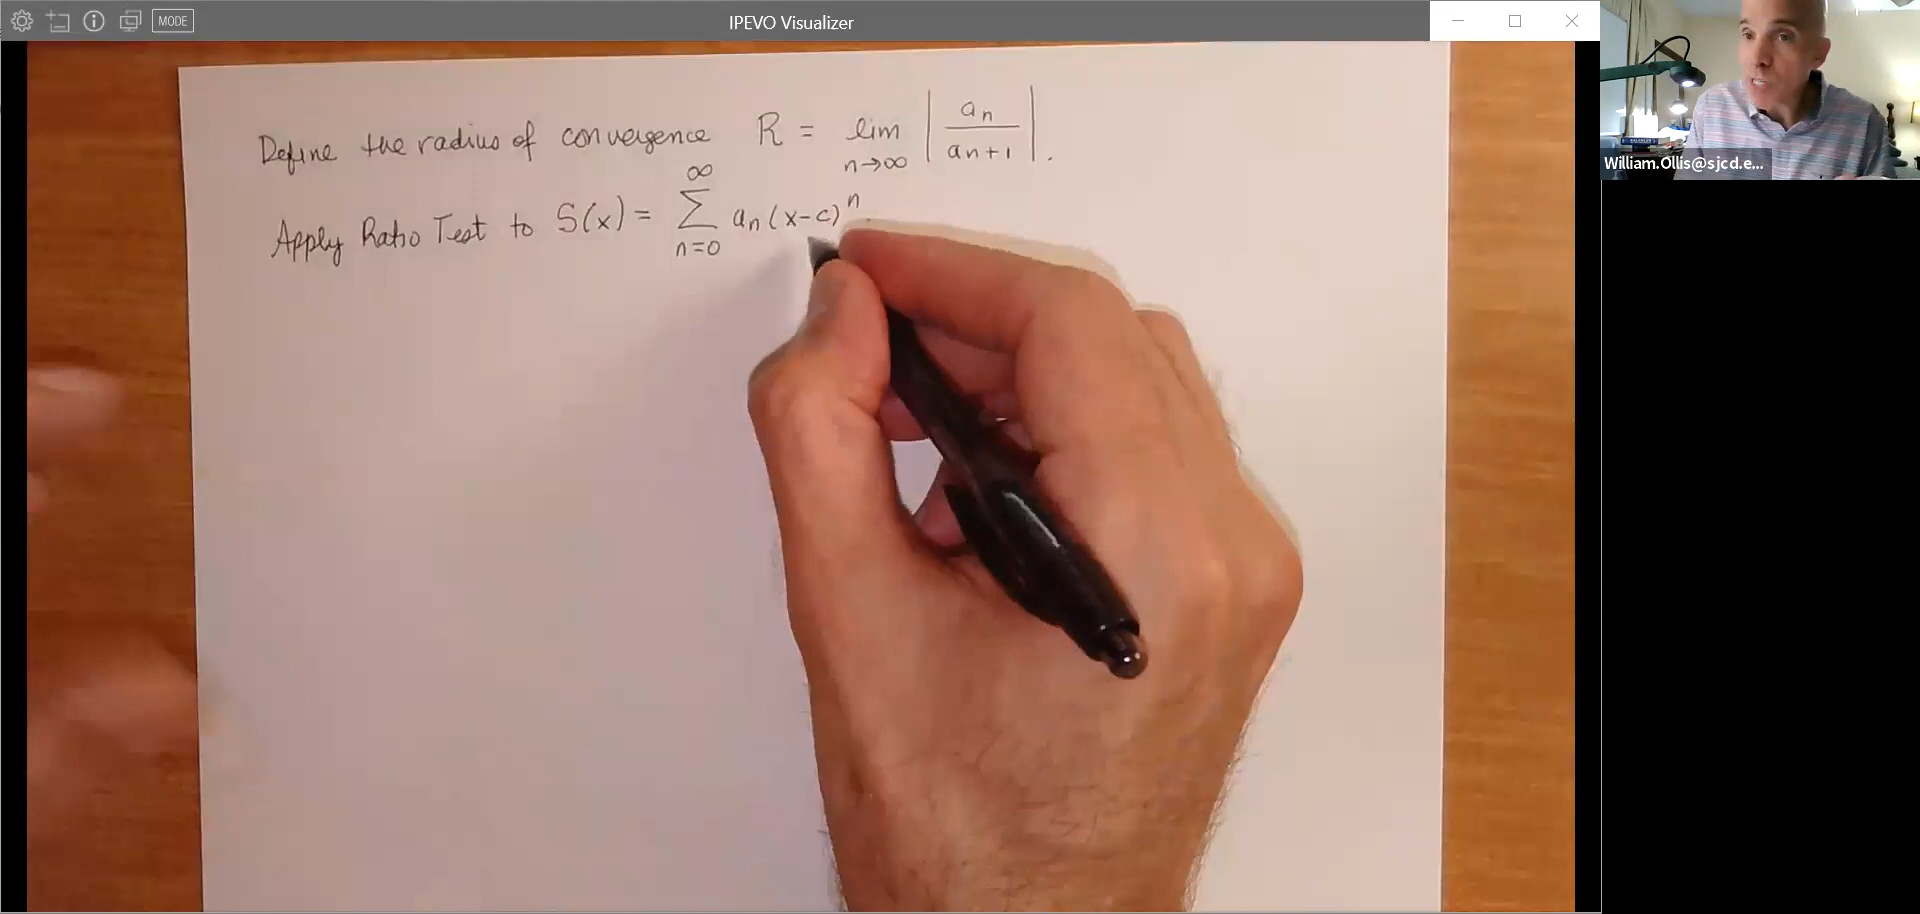 MODE
IPEVO Visualizer
William.Ollis@sjcd.e...
Define the radius of convergence R = lim n→∞ | an / an+1 | .
Apply Ratio Test to S(x) = ∞ Σ n=0 an (x-c)^n